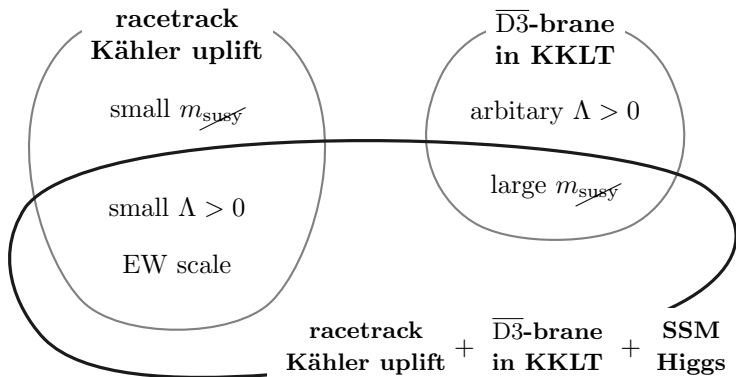 racetrack
Kähler uplift
D3-brane
in KKLT
small m_susy
arbitary Λ > 0
large m_susy
small Λ > 0
EW scale
racetrack
Kähler uplift
+
D3-brane
in KKLT
+
SSM
Higgs